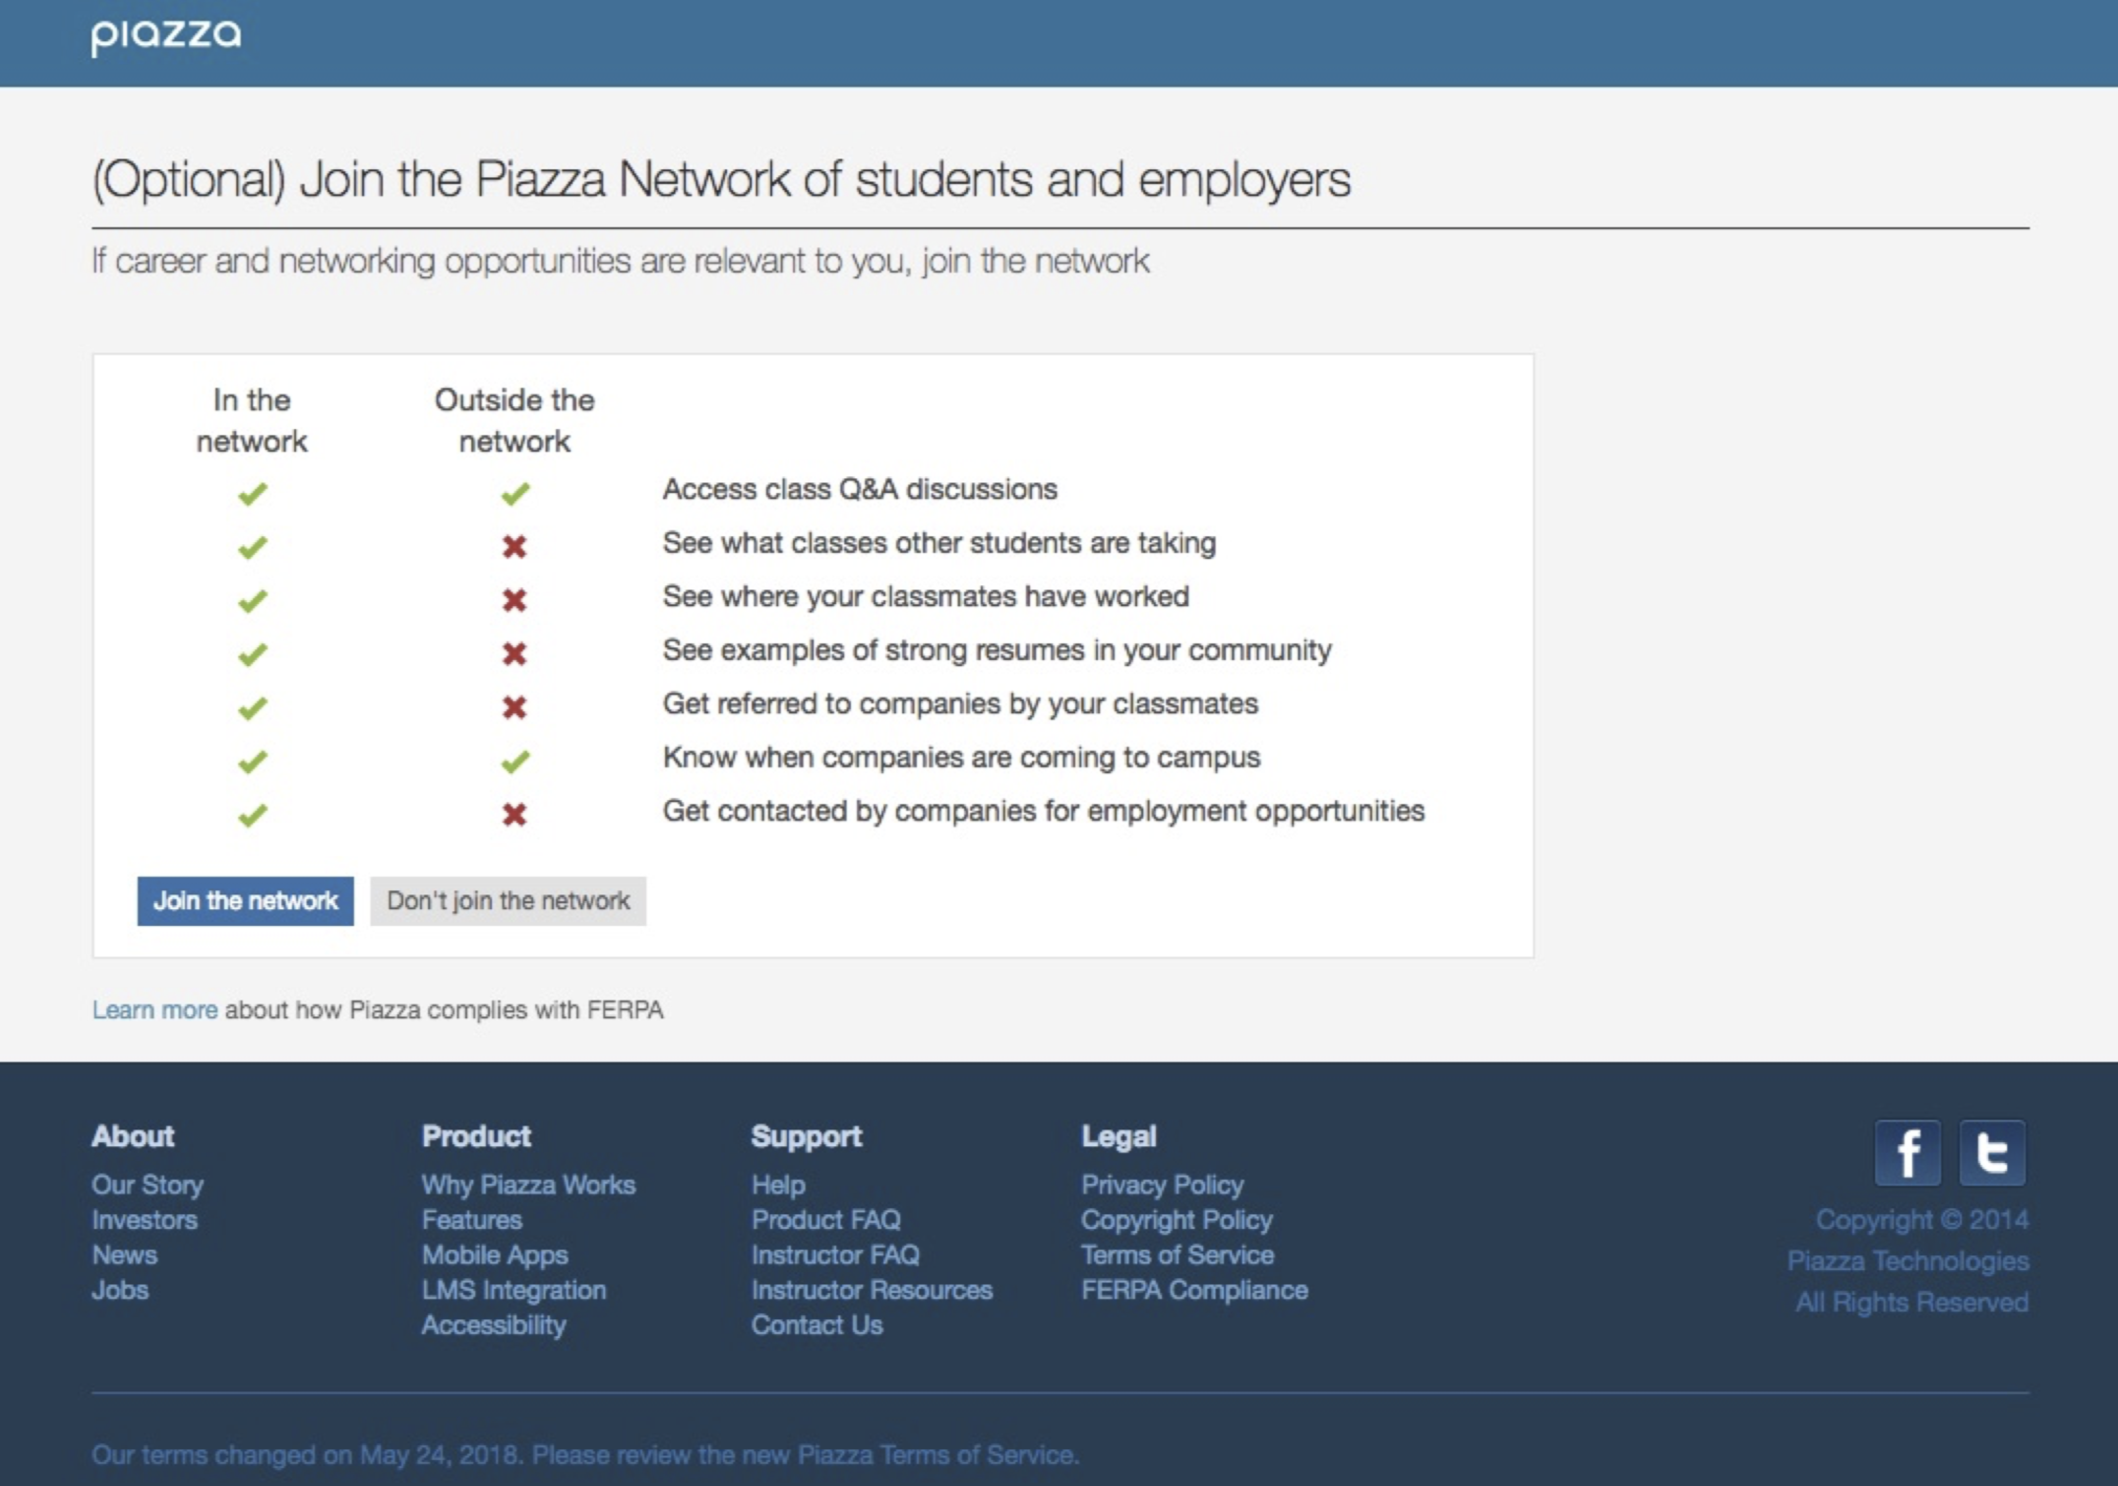 piazza
(Optional) Join the Piazza Network of students and employers
If career and networking opportunities are relevant to you, join the network
In the
network
Outside the
network
Access class Q&A discussions
See what classes other students are taking
See where your classmates have worked
See examples of strong resumes in your community
Get referred to companies by your classmates
Know when companies are coming to campus
Get contacted by companies for employment opportunities
Join the network
Don't join the network
Learn more about how Piazza complies with FERPA
About
Our Story
Investors
News
Jobs
Product
Why Piazza Works
Features
Mobile Apps
LMS Integration
Accessibility
Support
Help
Product FAQ
Instructor FAQ
Instructor Resources
Contact Us
Legal
Privacy Policy
Copyright Policy
Terms of Service
FERPA Compliance
f t
Copyright © 2014
Piazza Technologies
All Rights Reserved
Our terms changed on May 24, 2018. Please review the new Piazza Terms of Service.